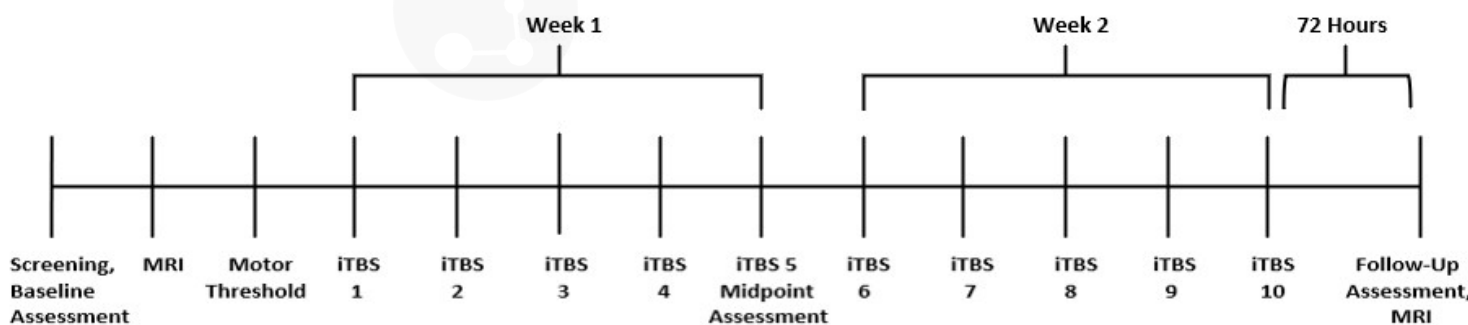 Week 1
Week 2
72 Hours
Screening,
Baseline
Assessment
MRI
Motor
Threshold
iTBS
1
iTBS
2
iTBS
3
iTBS
4
iTBS 5
Midpoint
Assessment
iTBS
6
iTBS
7
iTBS
8
iTBS
9
iTBS
10
Follow-Up
Assessment,
MRI